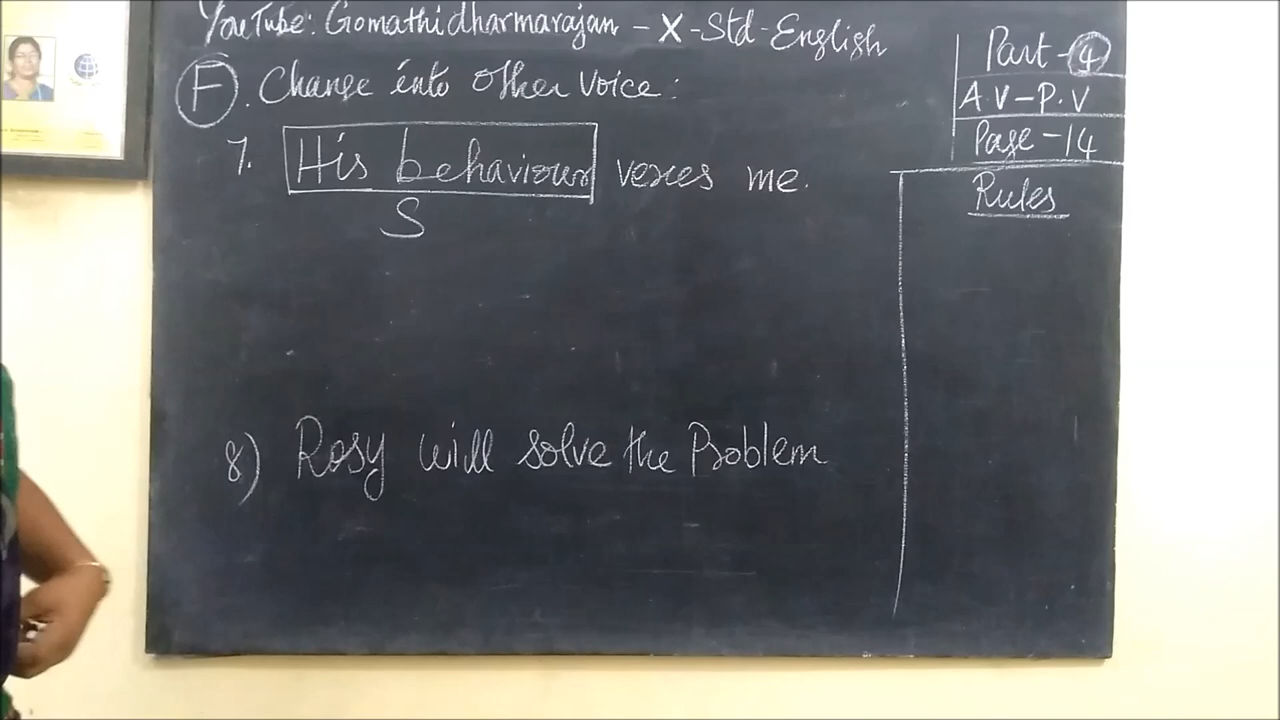 YouTube: Gomathidharmarajan - X - Std - English
Part - 4
F. Change into other Voice:
A.V - P.V
Page - 14
7. His behaviour vexes me.
Rules
S
8) Rosy will solve the Problem